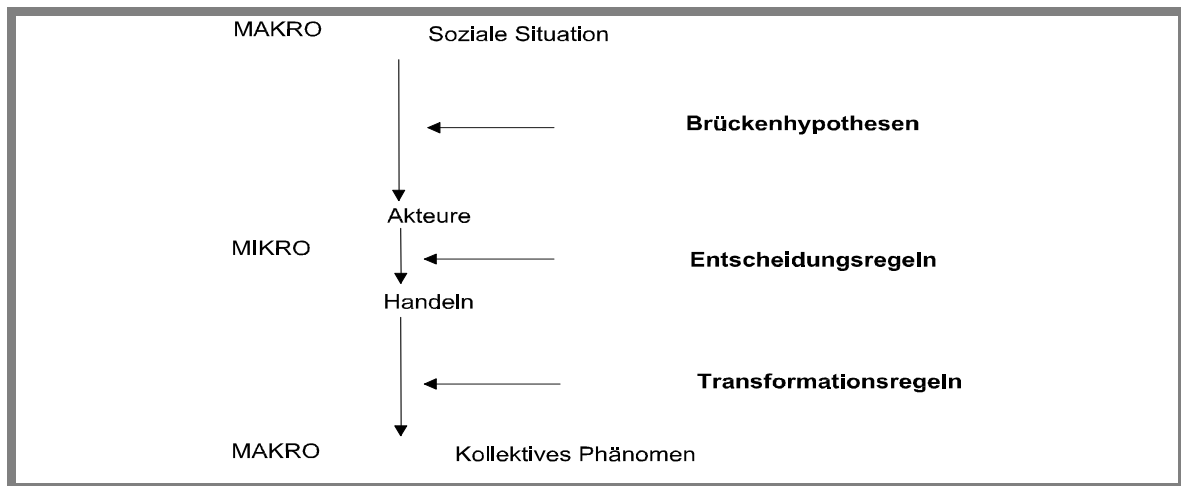 MAKRO Soziale Situation
Brückenhypothesen
Akteure
MIKRO
Entscheidungsregeln
Handeln
Transformationsregeln
MAKRO Kollektives Phänomen